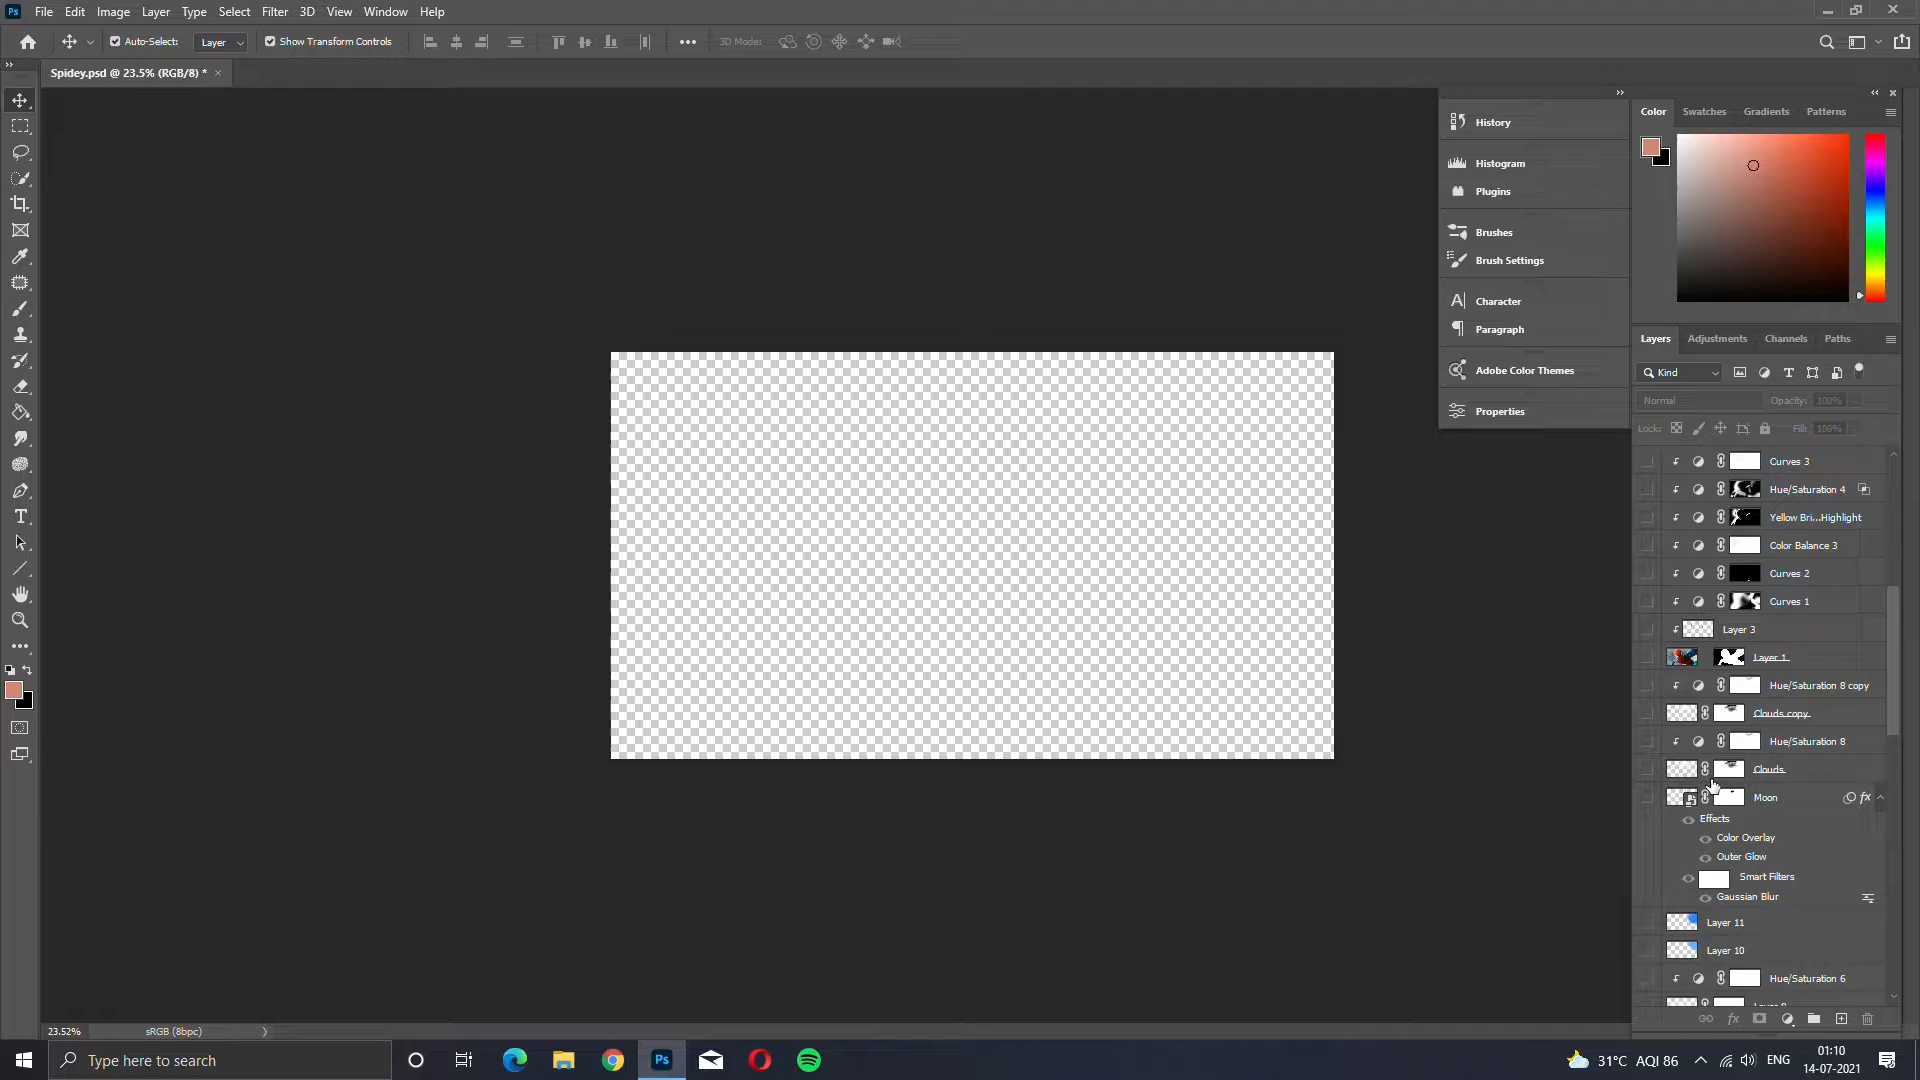 Ps File Edit Image Layer Type Select Filter 3D View Window Help
Auto-Select: Layer Show Transform Controls 3D Mode:
Spidey.psd @ 23.5% (RGB/8) *
History
Histogram
Plugins
Brushes
Brush Settings
Character
Paragraph
Adobe Color Themes
Properties
Color Swatches Gradients Patterns
Layers Adjustments Channels Paths
Kind
Normal Opacity: 100%
Lock: Fill: 100%
Curves 3
Hue/Saturation 4
Yellow Bri...Highlight
Color Balance 3
Curves 2
Curves 1
Layer 3
Layer 1
Hue/Saturation 8 copy
Clouds copy
Hue/Saturation 8
Clouds
Moon fx
Effects
Color Overlay
Outer Glow
Smart Filters
Gaussian Blur
Layer 11
Layer 10
Hue/Saturation 6
fx
23.52% sRGB (8bpc)
Type here to search
Ps
31°C AQI 86 ENG
01:10
14-07-2021